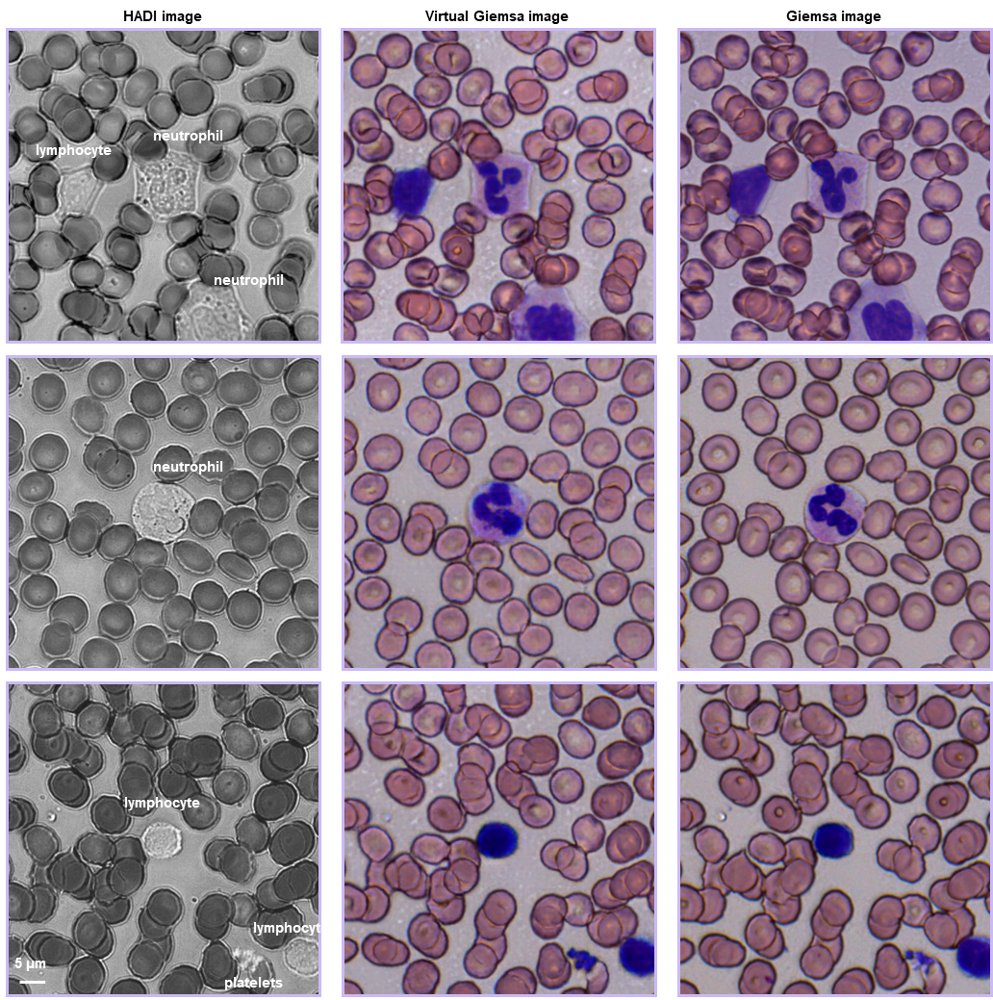 HADI image
Virtual Giemsa image
Giemsa image
neutrophil
lymphocyte
neutrophil
neutrophil
lymphocyte
lymphocyt
5 μm
platelets